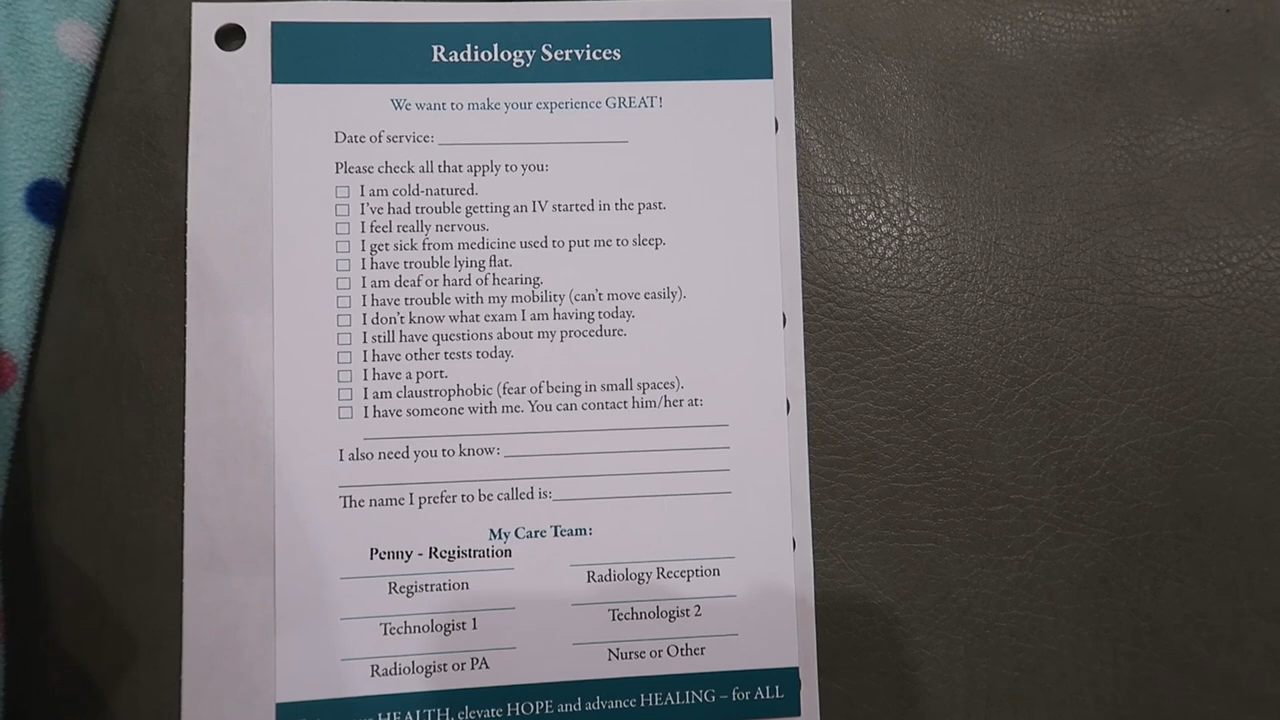 Radiology Services
We want to make your experience GREAT!
Date of service:
Please check all that apply to you:
I am cold-natured.
I've had trouble getting an IV started in the past.
I feel really nervous.
I get sick from medicine used to put me to sleep.
I have trouble lying flat.
I am deaf or hard of hearing.
I have trouble with my mobility (can't move easily).
I don't know what exam I am having today.
I still have questions about my procedure.
I have other tests today.
I have a port.
I am claustrophobic (fear of being in small spaces).
I have someone with me. You can contact him/her at:
I also need you to know:
The name I prefer to be called is:
My Care Team:
Penny - Registration
Registration
Radiology Reception
Technologist 1
Technologist 2
Radiologist or PA
Nurse or Other
HEALTH, elevate HOPE and advance HEALING – for ALL